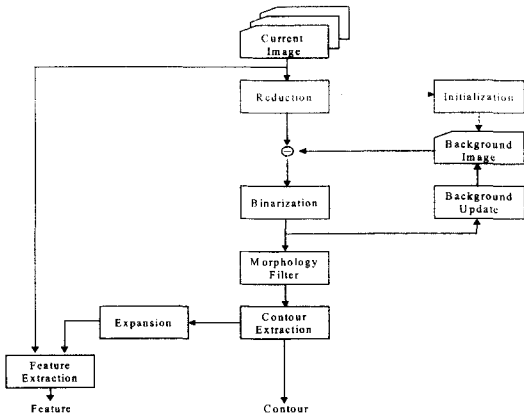 Current
Image
Reduction
Initialization
Background
Image
Binarization
Background
Update
Morphology
Filter
Expansion
Contour
Extraction
Feature
Extraction
Feature
Contour